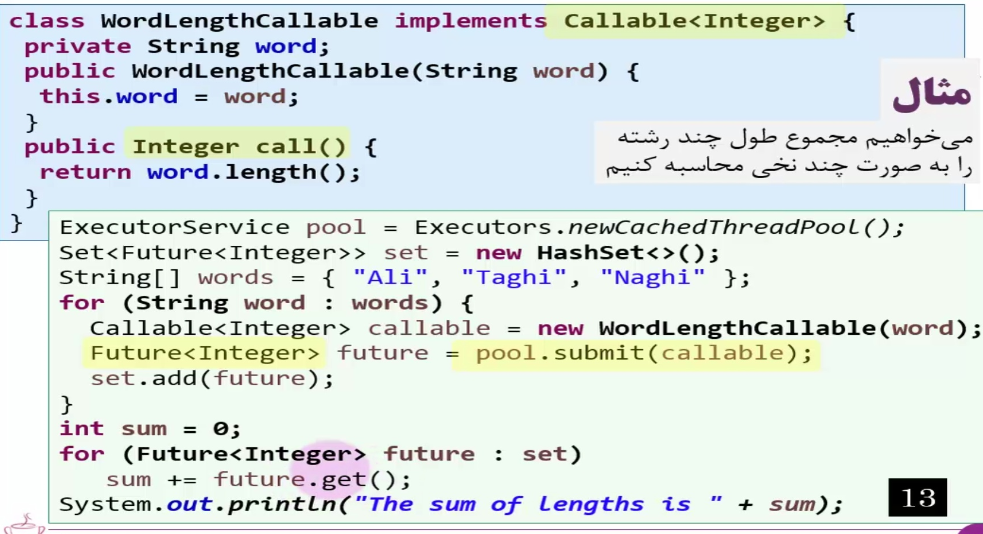 class WordLengthCallable implements Callable<Integer> {
private String word;
public WordLengthCallable(String word) {
this.word = word;
}
public Integer call() {
return word.length();
}
}
مثال
می‌خواهیم مجموع طول چند رشته
را به صورت چند نخی محاسبه کنیم
ExecutorService pool = Executors.newCachedThreadPool();
Set<Future<Integer>> set = new HashSet<>();
String[] words = { "Ali", "Taghi", "Naghi" };
for (String word : words) {
Callable<Integer> callable = new WordLengthCallable(word);
Future<Integer> future = pool.submit(callable);
set.add(future);
}
int sum = 0;
for (Future<Integer> future : set)
sum += future.get();
System.out.println("The sum of lengths is " + sum);
13